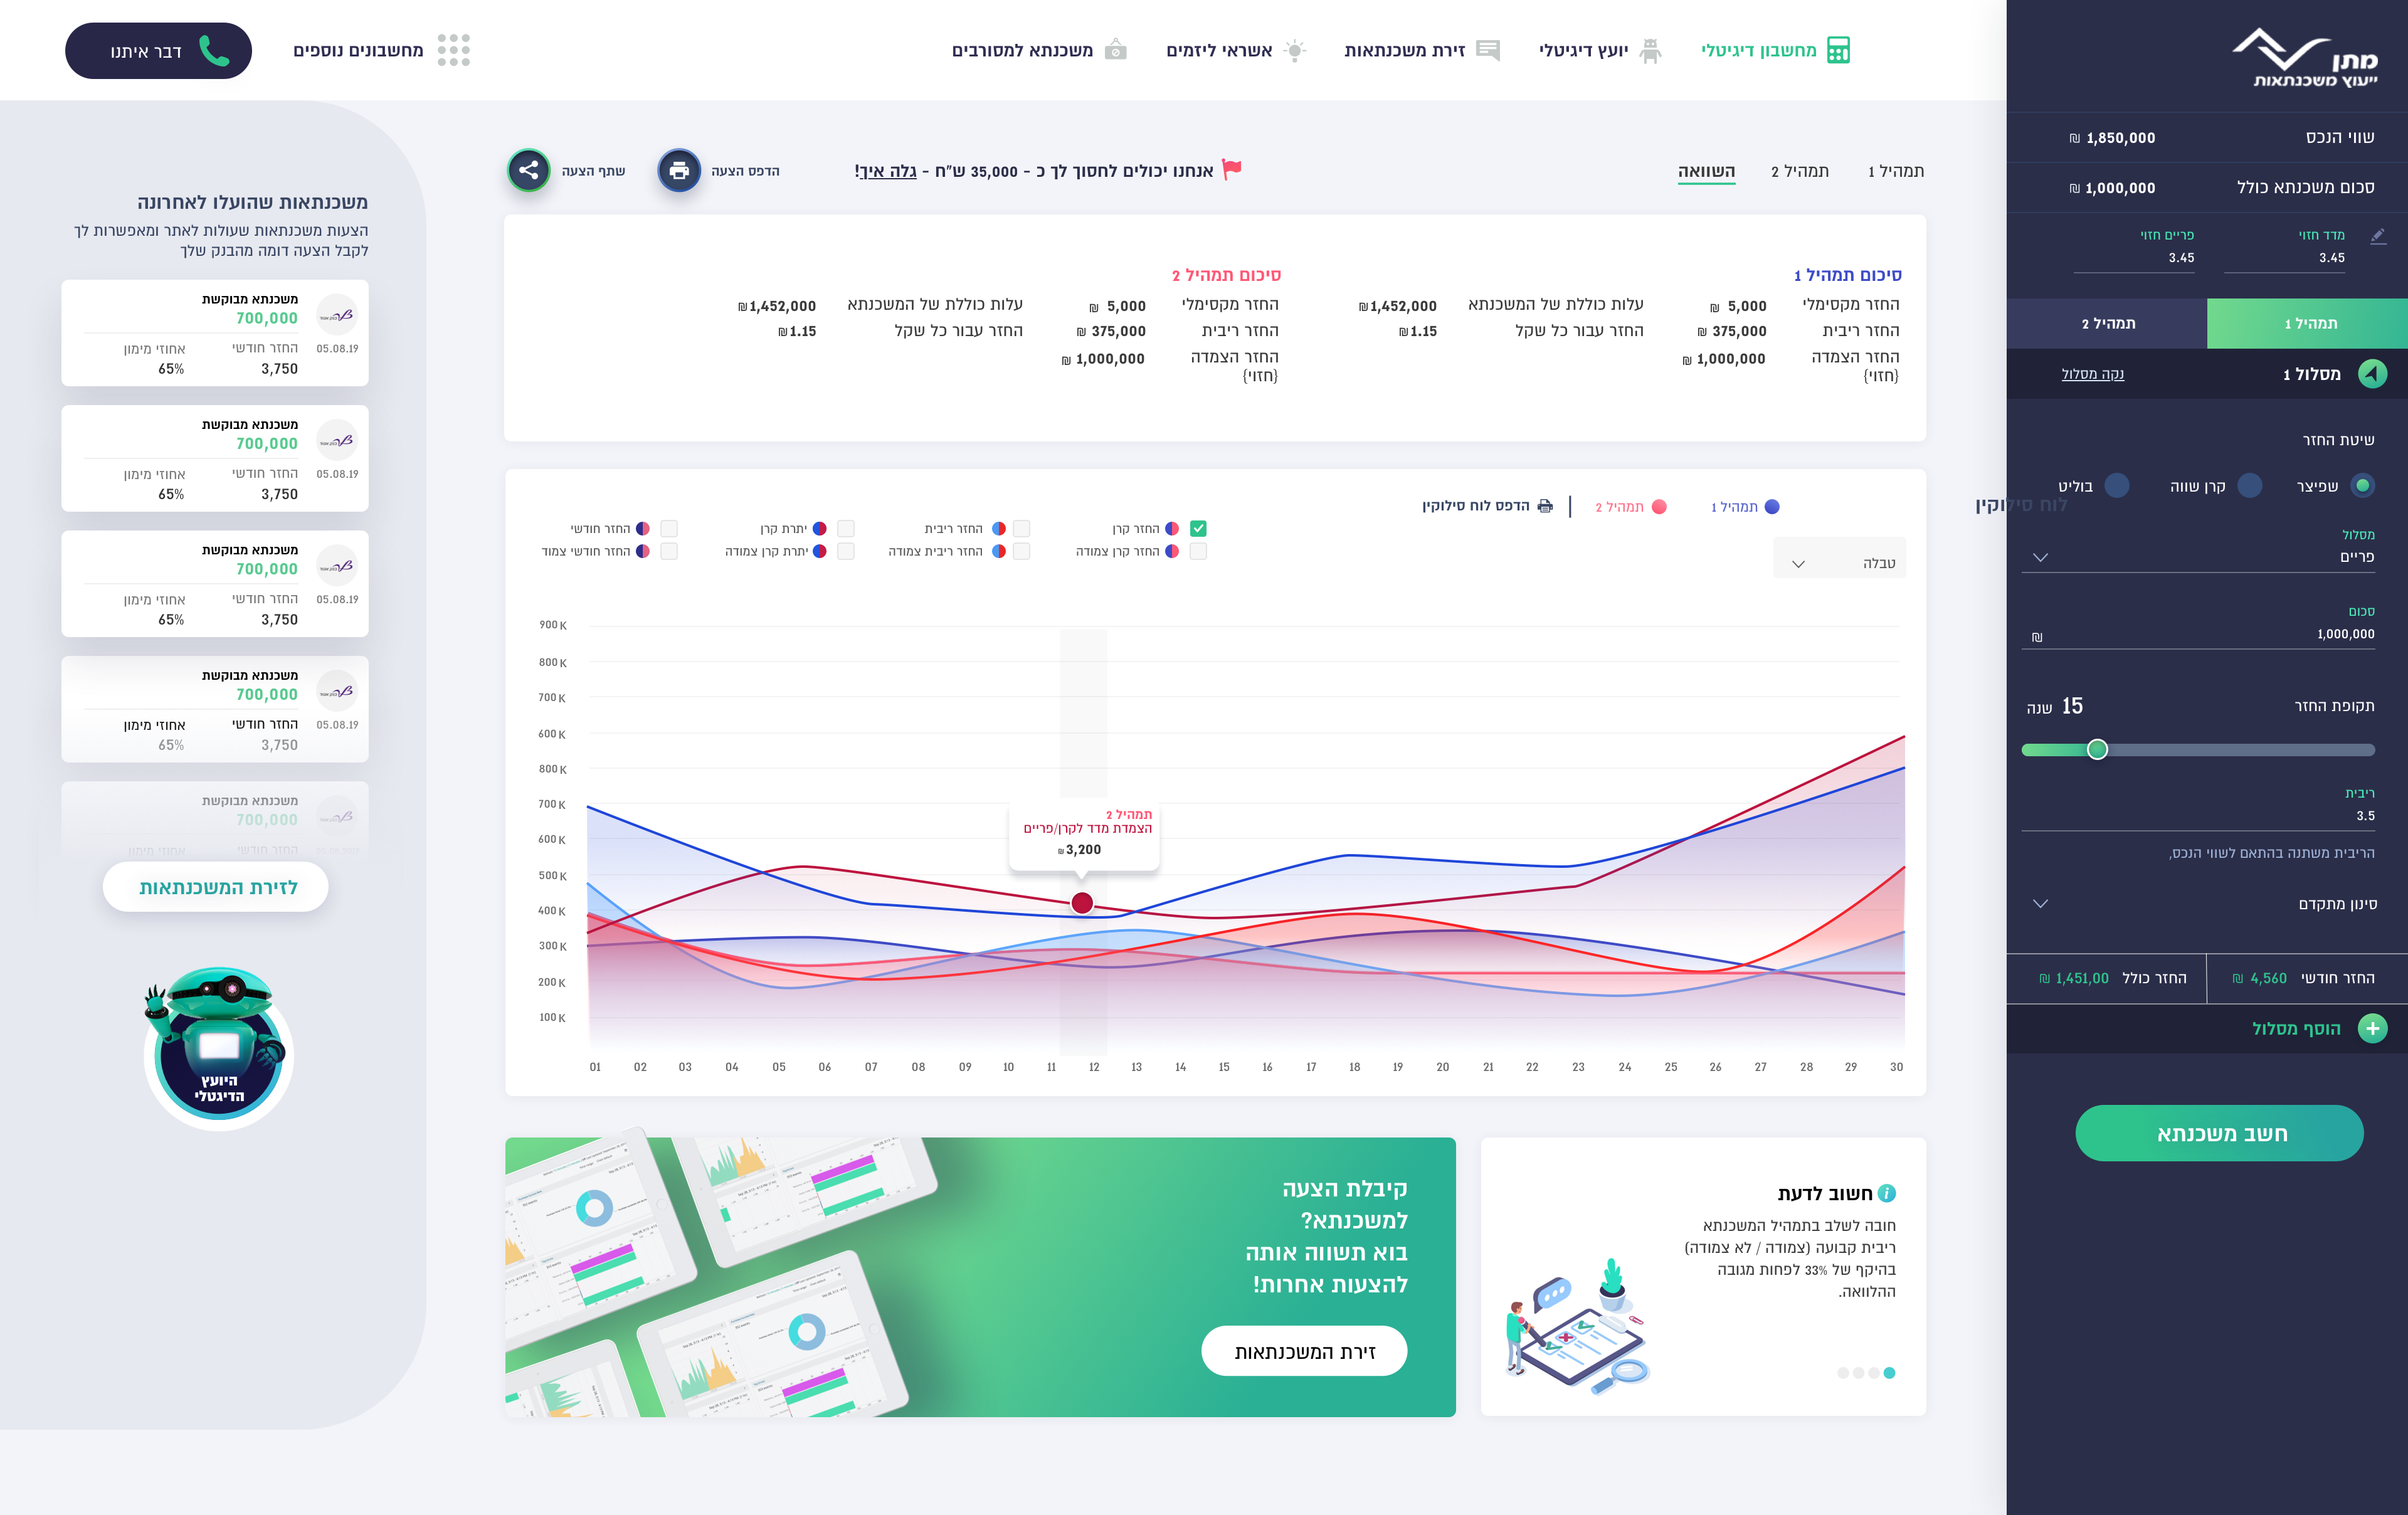 מתן
ייעוץ משכנתאות
מחשבון דיגיטלי
יועץ דיגיטלי
זירת משכנתאות
אשראי ליזמים
משכנתא למסורבים
מחשבונים נוספים
דבר איתנו
שווי הנכס 1,850,000 ₪
סכום משכנתא כולל 1,000,000 ₪
מדד חזוי פריים חזוי
3.45 3.45
תמהיל 1 תמהיל 2
מסלול 1 נקה מסלול
שיטת החזר
שפיצר קרן שווה בוליט
מסלול
פריים
סכום
1,000,000 ₪
תקופת החזר 15 שנה
ריבית
3.5
הריבית משתנה בהתאם לשווי הנכס,
סינון מתקדם
החזר חודשי 4,560 ₪ החזר כולל 1,451,00 ₪
הוסף מסלול
חשב משכנתא
תמהיל 1 תמהיל 2 השוואה
אנחנו יכולים לחסוך לך כ - 35,000 ש"ח - גלה איך!
הדפס הצעה
שתף הצעה
סיכום תמהיל 1
החזר מקסימלי 5,000 ₪ עלות כוללת של המשכנתא 1,452,000₪
החזר ריבית 375,000 ₪ החזר עבור כל שקל 1.15₪
החזר הצמדה 1,000,000 ₪
{חזוי}
סיכום תמהיל 2
החזר מקסימלי 5,000 ₪ עלות כוללת של המשכנתא 1,452,000₪
החזר ריבית 375,000 ₪ החזר עבור כל שקל 1.15₪
החזר הצמדה 1,000,000 ₪
{חזוי}
לוח סילוקין
תמהיל 1 תמהיל 2 הדפס לוח סילוקין
טבלה
החזר קרן החזר ריבית יתרת קרן החזר חודשי
החזר קרן צמודה החזר ריבית צמודה יתרת קרן צמודה החזר חודשי צמוד
900 K
800 K
700 K
600 K
800 K
700 K
600 K
500 K
400 K
300 K
200 K
100 K
תמהיל 2
הצמדת מדד לקרן/פריים
3,200 ₪
01 02 03 04 05 06 07 08 09 10 11 12 13 14 15 16 17 18 19 20 21 22 23 24 25 26 27 28 29 30
חשוב לדעת
חובה לשלב בתמהיל המשכנתא
ריבית קבועה (צמודה / לא צמודה)
בהיקף של 33% לפחות מגובה
ההלוואה.
קיבלת הצעה
למשכנתא?
בוא תשווה אותה
להצעות אחרות!
זירת המשכנתאות
משכנתאות שהועלו לאחרונה
הצעות משכנתאות שעולות לאתר ומאפשרות לך
לקבל הצעה דומה מהבנק שלך
משכנתא מבוקשת
700,000
05.08.19 החזר חודשי אחוזי מימון
3,750 65%
משכנתא מבוקשת
700,000
05.08.19 החזר חודשי אחוזי מימון
3,750 65%
משכנתא מבוקשת
700,000
05.08.19 החזר חודשי אחוזי מימון
3,750 65%
משכנתא מבוקשת
700,000
05.08.19 החזר חודשי אחוזי מימון
3,750 65%
משכנתא מבוקשת
700,000
החזר חודשי אחוזי מימון
לזירת המשכנתאות
היועץ
הדיגטלי